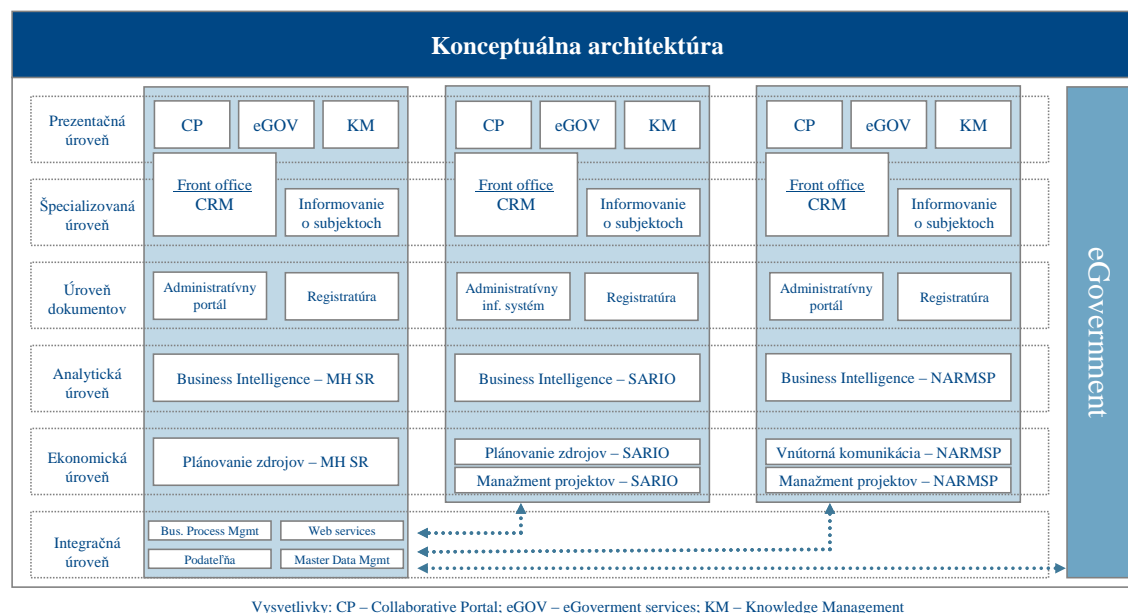 Konceptuálna architektúra
Prezentačná
úroveň
CP
eGOV
KM
CP
eGOV
KM
CP
eGOV
KM
Špecializovaná
úroveň
Front office
CRM
Informovanie
o subjektoch
Front office
CRM
Informovanie
o subjektoch
Front office
CRM
Informovanie
o subjektoch
Úroveň
dokumentov
Administratívny
portál
Registratúra
Administratívny
inf. systém
Registratúra
Administratívny
portál
Registratúra
Analytická
úroveň
Business Intelligence – MH SR
Business Intelligence – SARIO
Business Intelligence – NARMSP
Ekonomická
úroveň
Plánovanie zdrojov – MH SR
Plánovanie zdrojov – SARIO
Manažment projektov – SARIO
Vnútorná komunikácia – NARMSP
Manažment projektov – NARMSP
Integračná
úroveň
Bus. Process Mgmt
Web services
Podateľňa
Master Data Mgmt
eGovernment
Vysvetlivky: CP – Collaborative Portal; eGOV – eGoverment services; KM – Knowledge Management